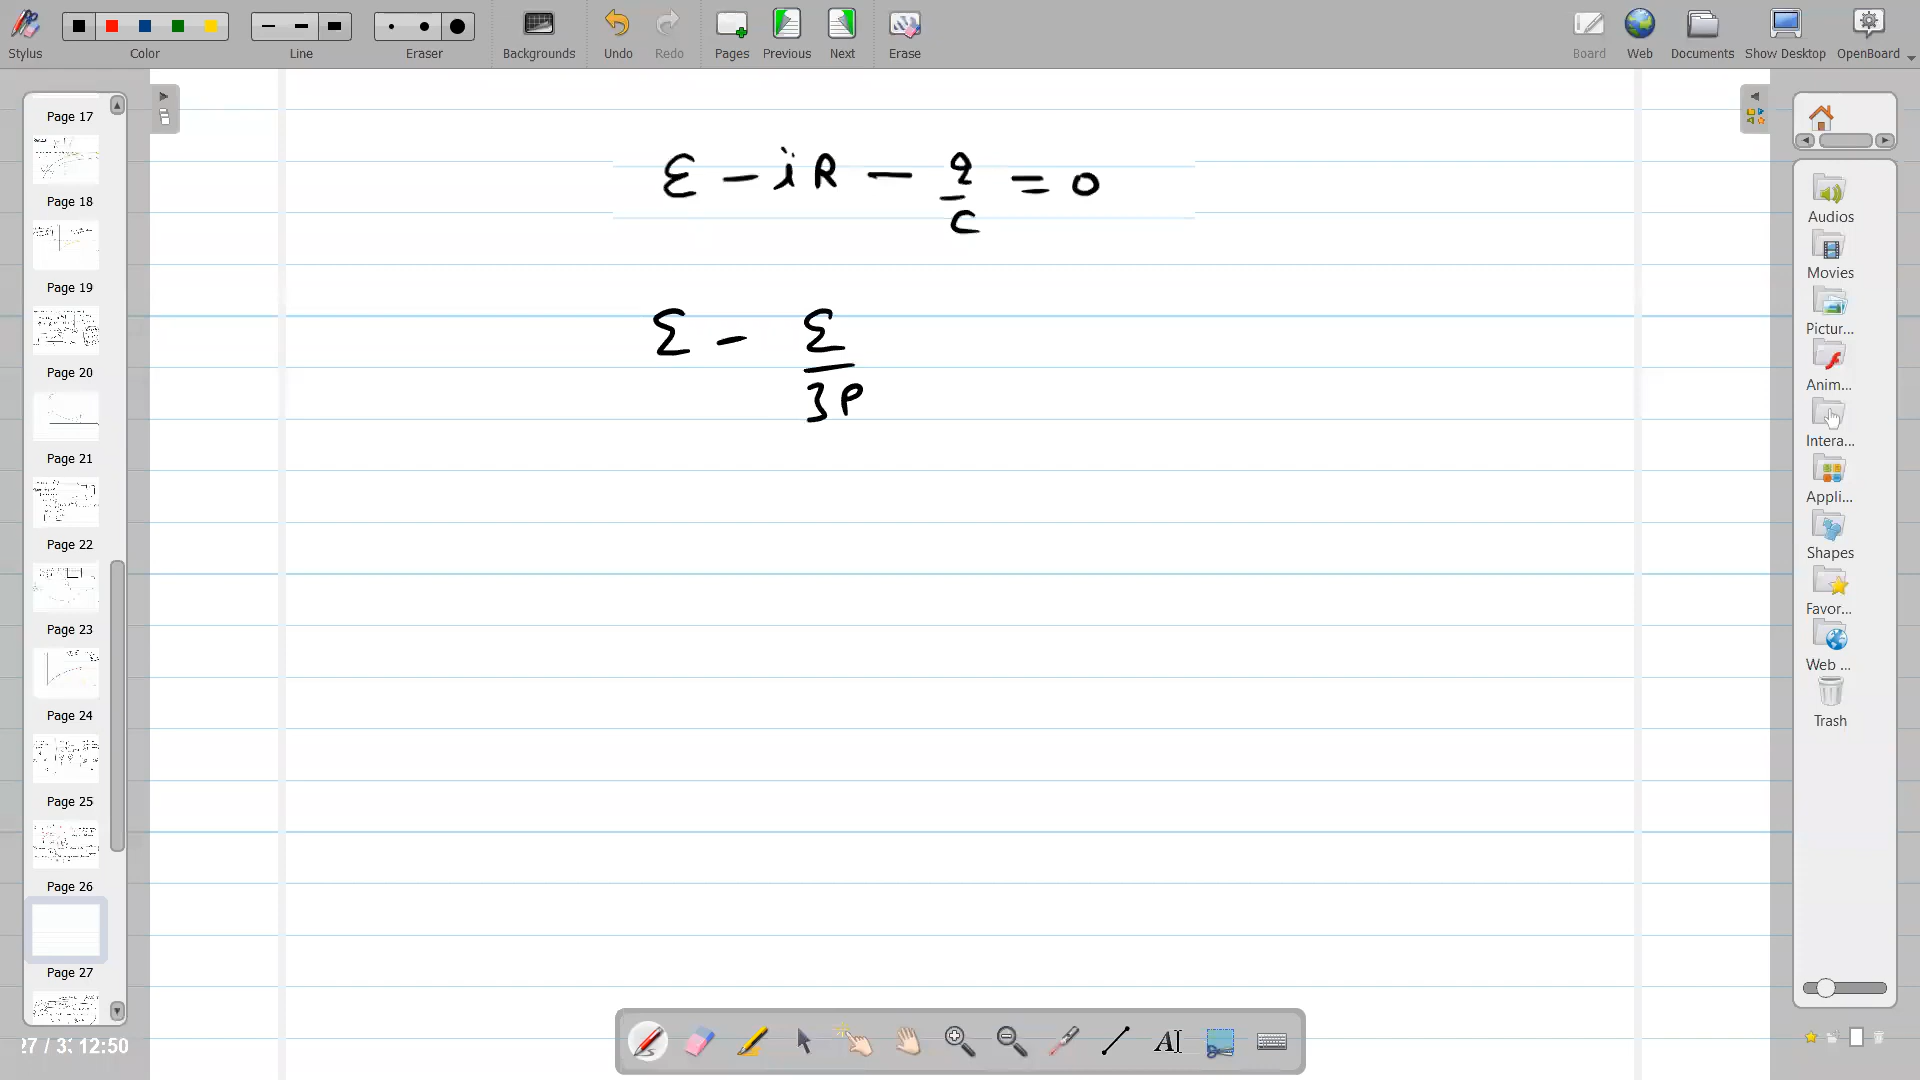 Stylus
Color
Line
Eraser
Backgrounds
Undo
Redo
Pages
Previous
Next
Erase
Board
Web
Documents
Show Desktop
OpenBoard
Page 17
Page 18
Page 19
Page 20
Page 21
Page 22
Page 23
Page 24
Page 25
Page 26
Page 27
12:50
ε - iR - q/c = 0
Σ - Σ/3P
Audios
Movies
Pictur...
Anim...
Intera...
Appli...
Shapes
Favor...
Web ...
Trash